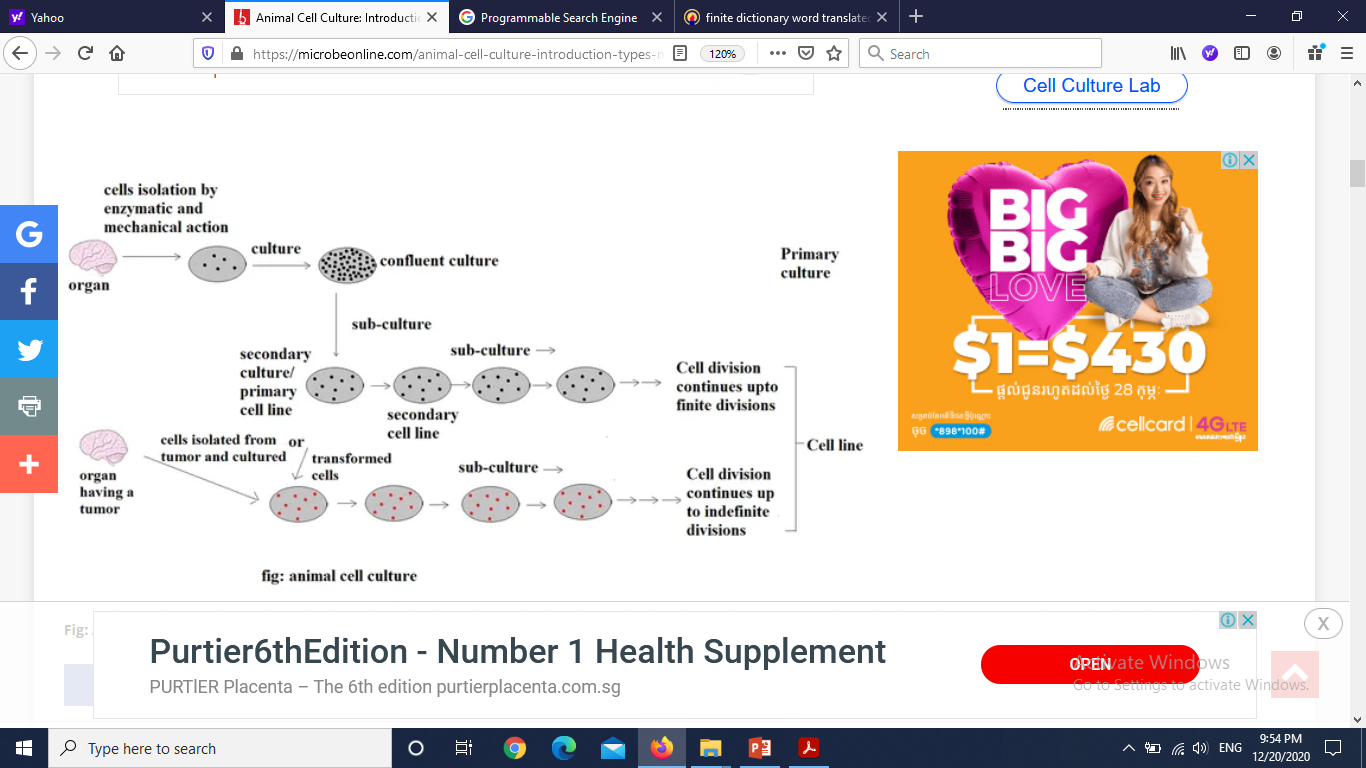 Yahoo
Animal Cell Culture: Introducti
Programmable Search Engine
finite dictionary word translate
https://microbeonline.com/animal-cell-culture-introduction-types-m
120%
Search
Cell Culture Lab
cells isolation by
enzymatic and
mechanical action
organ
culture
confluent culture
Primary
culture
sub-culture
secondary
culture/
primary
cell line
sub-culture
secondary
cell line
Cell division
continues upto
finite divisions
Cell line
cells isolated from
tumor and cultured
or
transformed
cells
organ
having a
tumor
sub-culture
Cell division
continues up
to indefinite
divisions
fig: animal cell culture
BIG
BIG
LOVE
$1=$430
ផ្តល់ជូនរហូតដល់ថ្ងៃ 28 កុម្ភៈ
ចុច *898*100#
cellcard 4G LTE
Fig:
Purtier6thEdition - Number 1 Health Supplement
PURTIER Placenta – The 6th edition purtierplacenta.com.sg
OPEN
X
Activate Windows
Go to Settings to activate Windows.
Type here to search
ENG
9:54 PM
12/20/2020